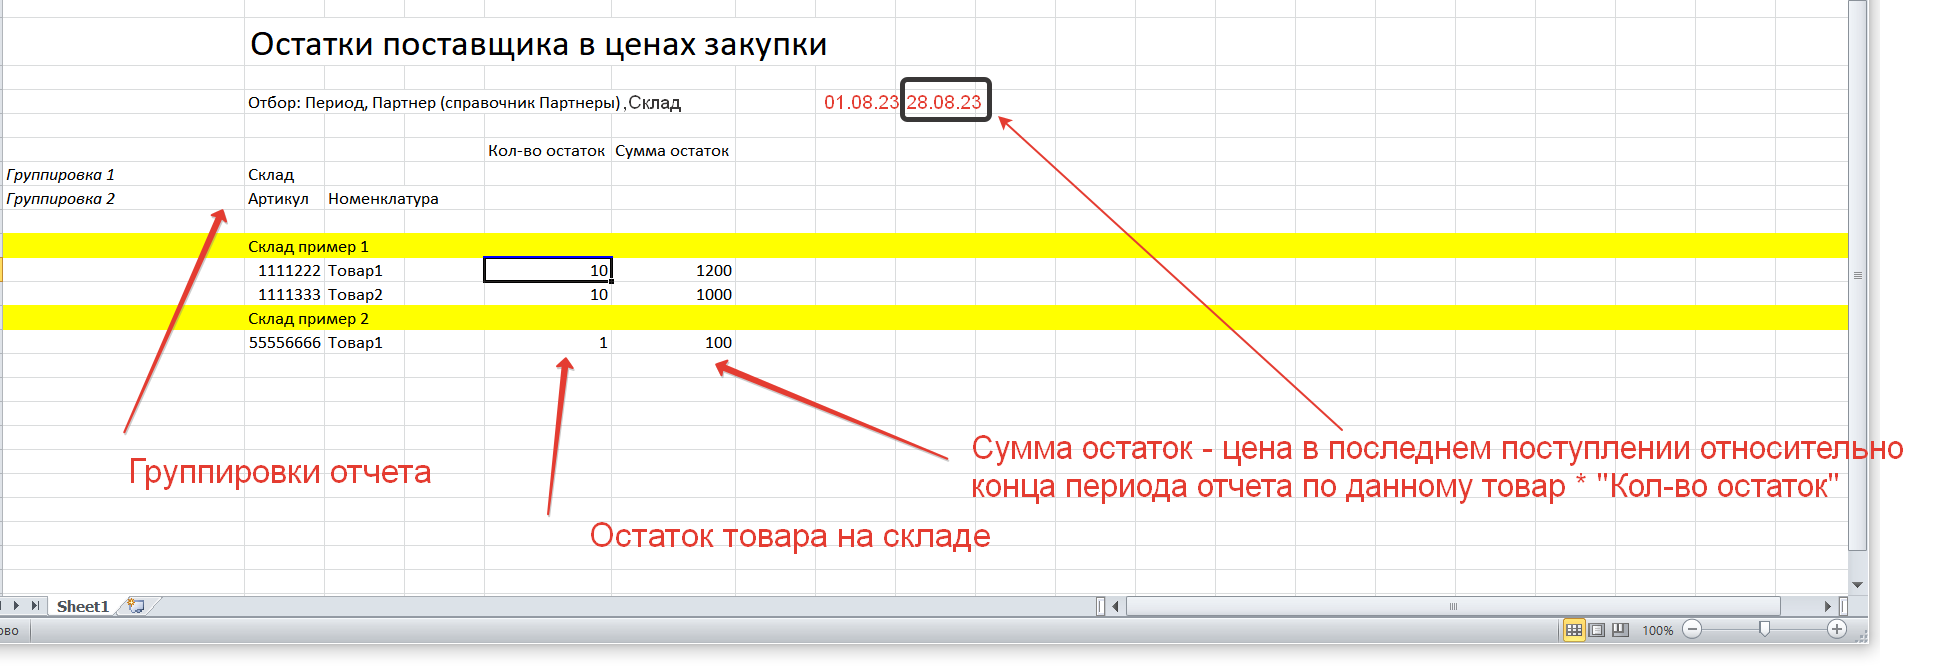 Остатки поставщика в ценах закупки
Отбор: Период, Партнер (справочник Партнеры) ,Склад 01.08.23 28.08.23
Кол-во остаток Сумма остаток
Группировка 1 Склад
Группировка 2 Артикул Номенклатура
Склад пример 1
1111222 Товар1 10 1200
1111333 Товар2 10 1000
Склад пример 2
55556666 Товар1 1 100
Сумма остаток - цена в последнем поступлении относительно
Группировки отчета
конца периода отчета по данному товар * "Кол-во остаток"
Остаток товара на складе
Sheet1
ово 100%